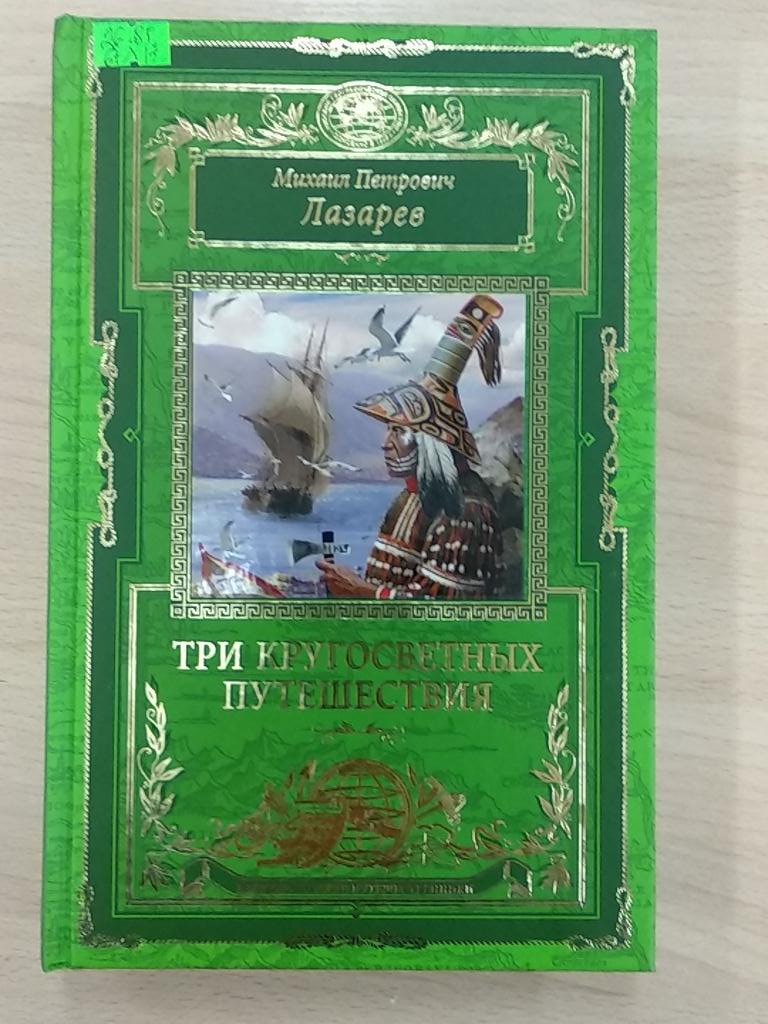 Михаил Петрович
Лазарев
ТРИ КРУГОСВЕТНЫХ
ПУТЕШЕСТВИЯ